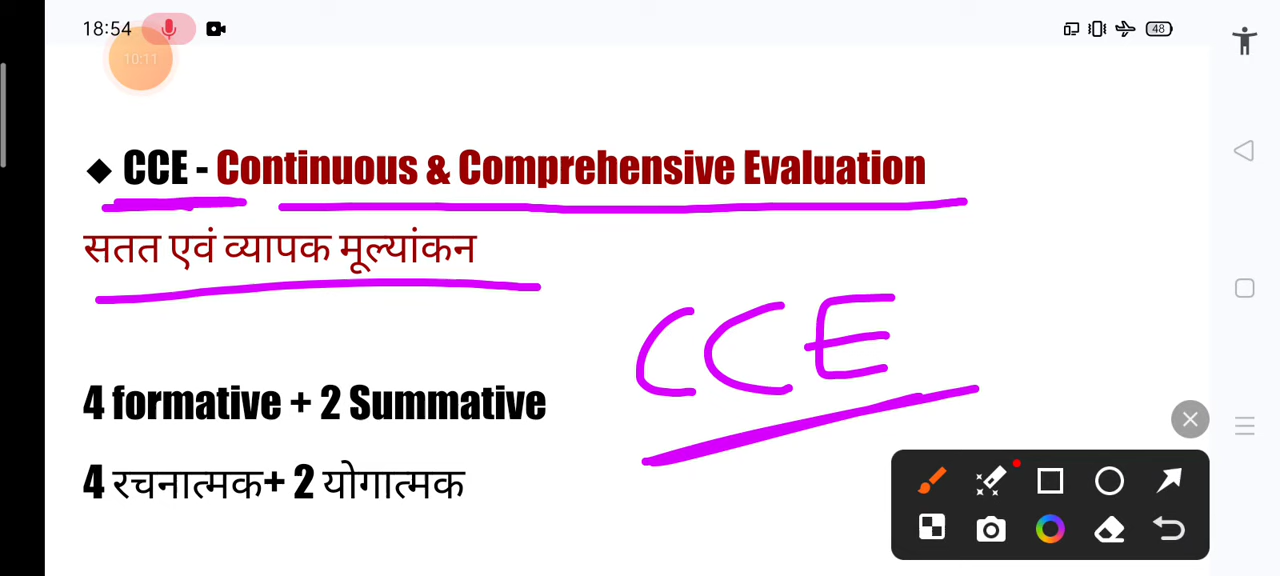 18:54
48
10:11
◆ CCE - Continuous & Comprehensive Evaluation
सतत एवं व्यापक मूल्यांकन
CCE
4 formative + 2 Summative
4 रचनात्मक+ 2 योगात्मक